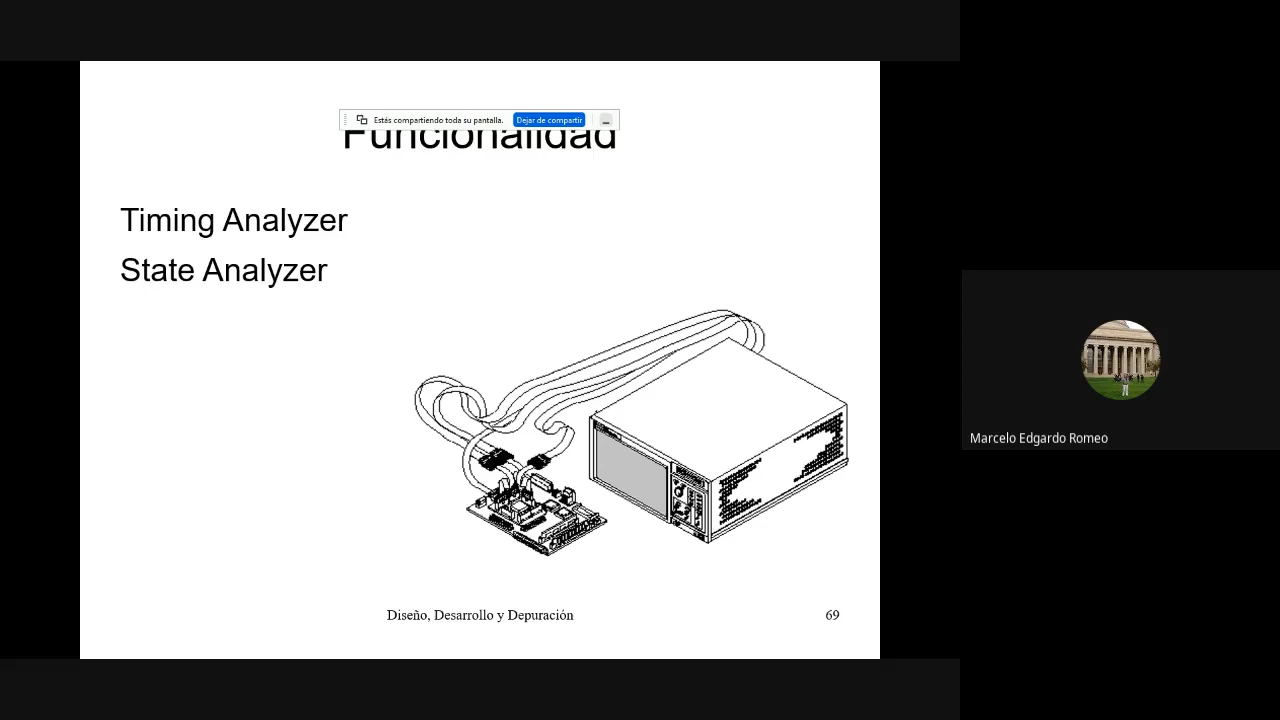 Estás compartiendo toda su pantalla. Dejar de compartir
Funcionalidad
Timing Analyzer
State Analyzer
Marcelo Edgardo Romeo
Diseño, Desarrollo y Depuración 69